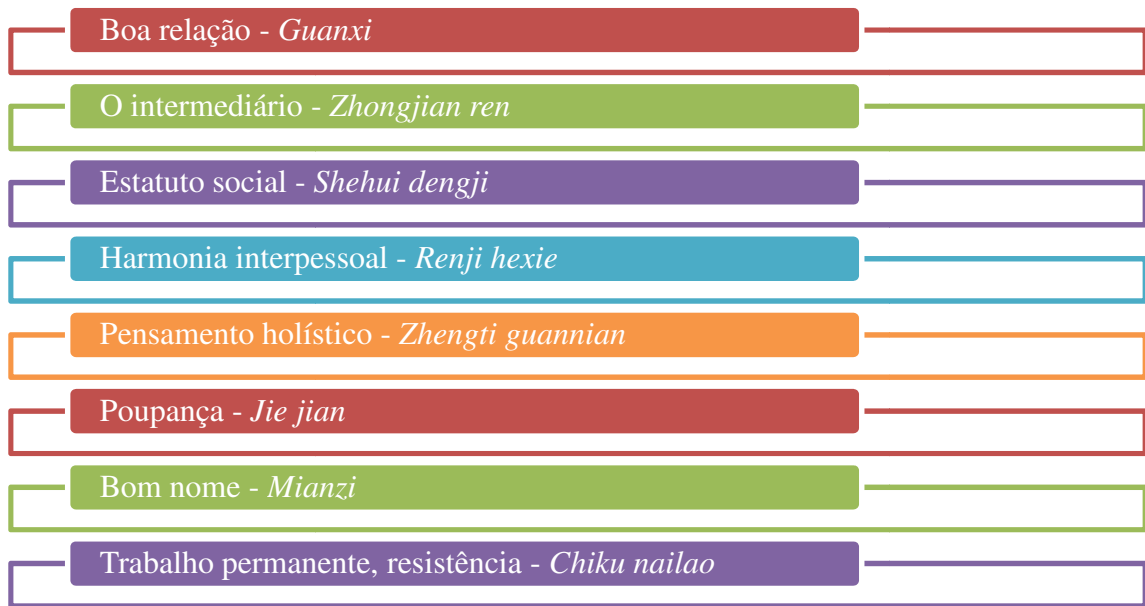 Boa relação - Guanxi
O intermediário - Zhongjian ren
Estatuto social - Shehui dengji
Harmonia interpessoal - Renji hexie
Pensamento holístico - Zhengti guannian
Poupança - Jie jian
Bom nome - Mianzi
Trabalho permanente, resistência - Chiku nailao